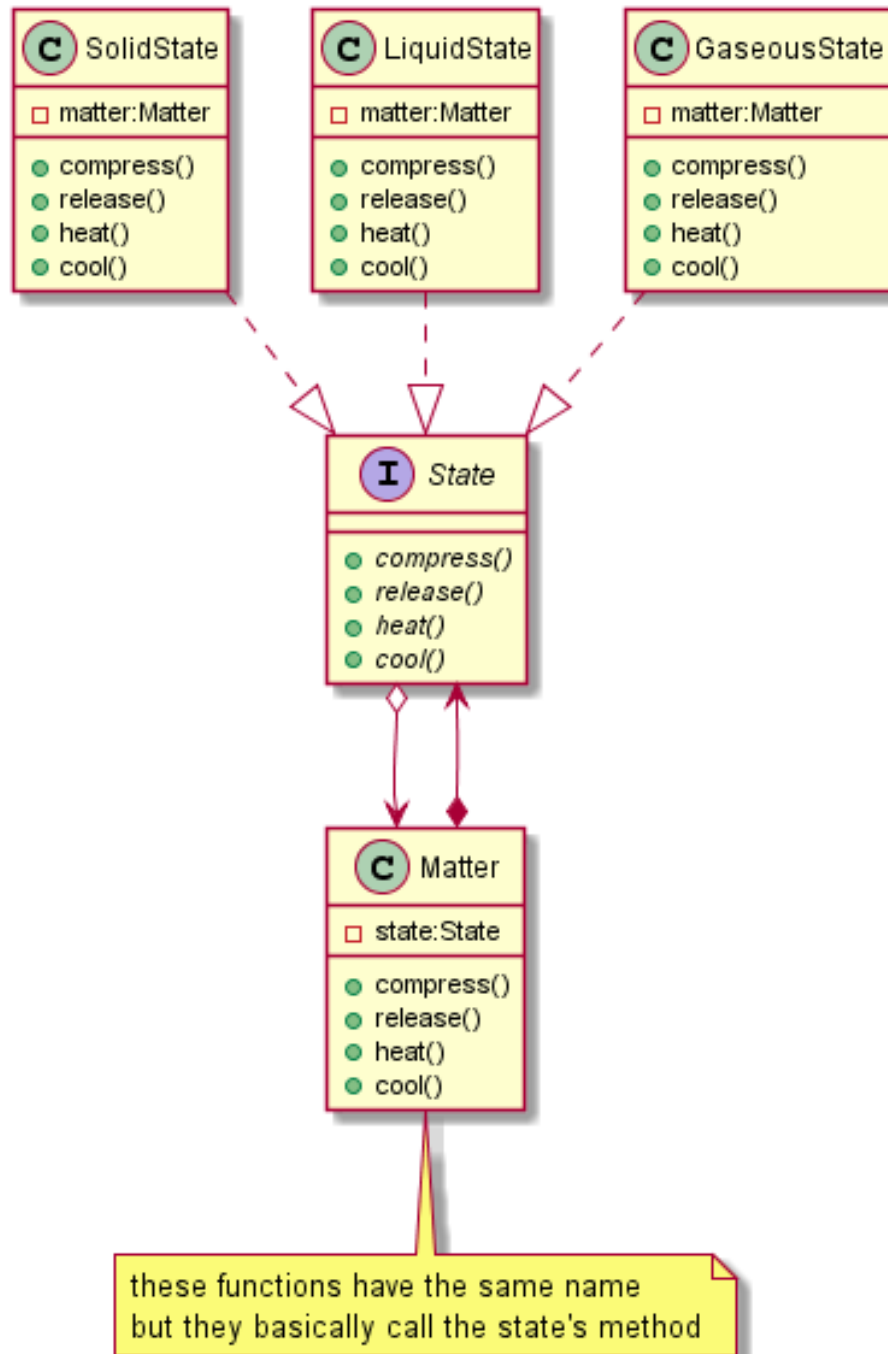 C SolidState
matter:Matter
compress()
release()
heat()
cool()
C LiquidState
matter:Matter
compress()
release()
heat()
cool()
C GaseousState
matter:Matter
compress()
release()
heat()
cool()
I State
compress()
release()
heat()
cool()
C Matter
state:State
compress()
release()
heat()
cool()
these functions have the same name
but they basically call the state's method